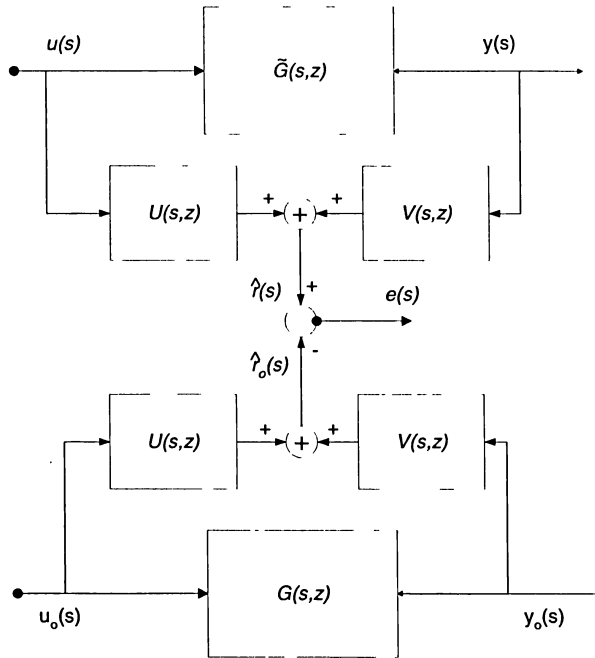 u(s)
G̃(s,z)
y(s)
U(s,z)
+
(+)
+
V(s,z)
r̂(s)
+
e(s)
-
r̂o(s)
U(s,z)
+
(+)
+
V(s,z)
uo(s)
G(s,z)
yo(s)